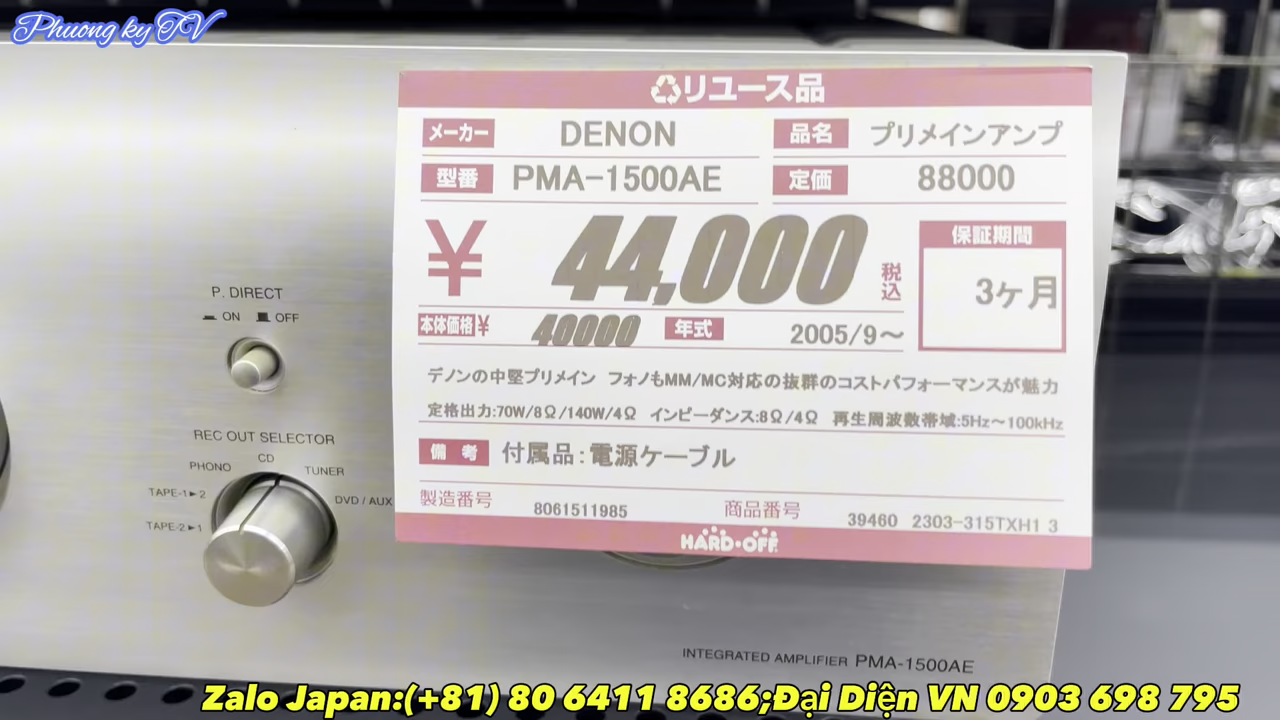 Phuong ky TV
リユース品
メーカー DENON 品名 プリメインアンプ
型番 PMA-1500AE 定価 88000
¥ 44,000 税込
保証期間
3ヶ月
本体価格¥ 40000 年式 2005/9〜
デノンの中堅プリメイン フォノもMM/MC対応の抜群のコストパフォーマンスが魅力
定格出力:70W/8Ω/140W/4Ω インピーダンス:8Ω/4Ω 再生周波数帯域:5Hz〜100kHz
備考 付属品:電源ケーブル
製造番号 8061511985 商品番号 39460 2303-315TXH1 3
HARD・OFF
P. DIRECT
ON OFF
REC OUT SELECTOR
CD
PHONO TUNER
TAPE-1►2 DVD / AUX
TAPE-2►1
INTEGRATED AMPLIFIER PMA-1500AE
Zalo Japan:(+81) 80 6411 8686;Đại Diện VN 0903 698 795